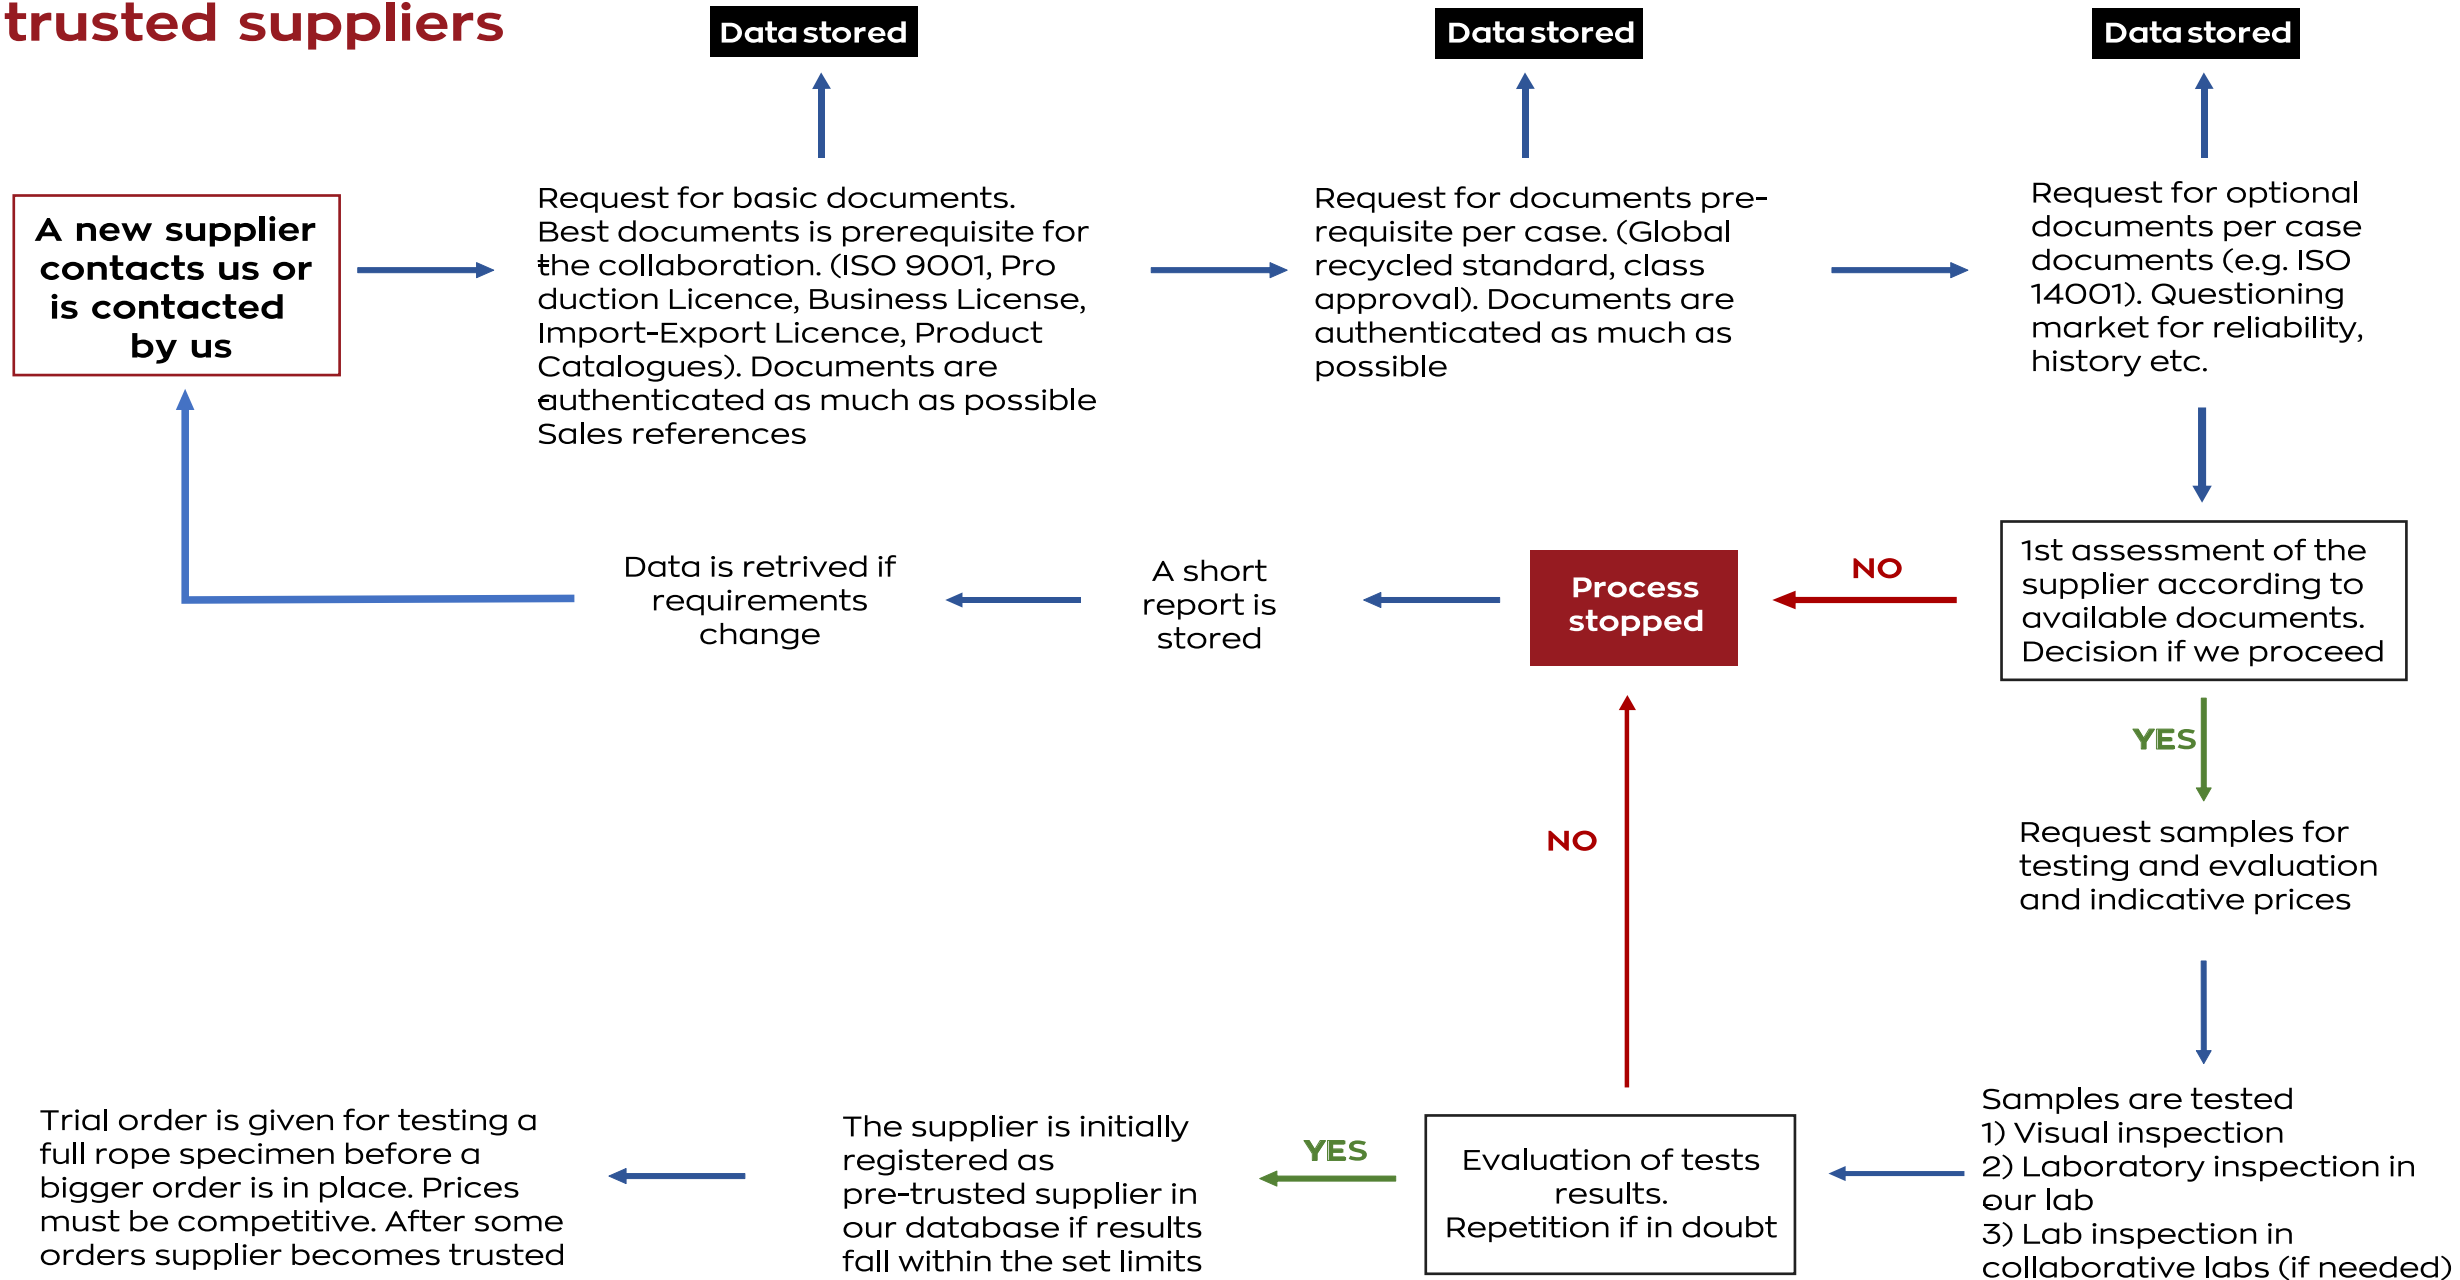 trusted suppliers
Data stored
Data stored
Data stored
A new supplier
contacts us or
is contacted
by us
Request for basic documents.
Best documents is prerequisite for
the collaboration. (ISO 9001, Pro
duction Licence, Business License,
Import-Export Licence, Product
Catalogues). Documents are
authenticated as much as possible
Sales references
Request for documents pre-
requisite per case. (Global
recycled standard, class
approval). Documents are
authenticated as much as
possible
Request for optional
documents per case
documents (e.g. ISO
14001). Questioning
market for reliability,
history etc.
1st assessment of the
supplier according to
available documents.
Decision if we proceed
NO
Process
stopped
A short
report is
stored
Data is retrived if
requirements
change
YES
Request samples for
testing and evaluation
and indicative prices
NO
Samples are tested
1) Visual inspection
2) Laboratory inspection in
our lab
3) Lab inspection in
collaborative labs (if needed)
Evaluation of tests
results.
Repetition if in doubt
YES
The supplier is initially
registered as
pre-trusted supplier in
our database if results
fall within the set limits
Trial order is given for testing a
full rope specimen before a
bigger order is in place. Prices
must be competitive. After some
orders supplier becomes trusted